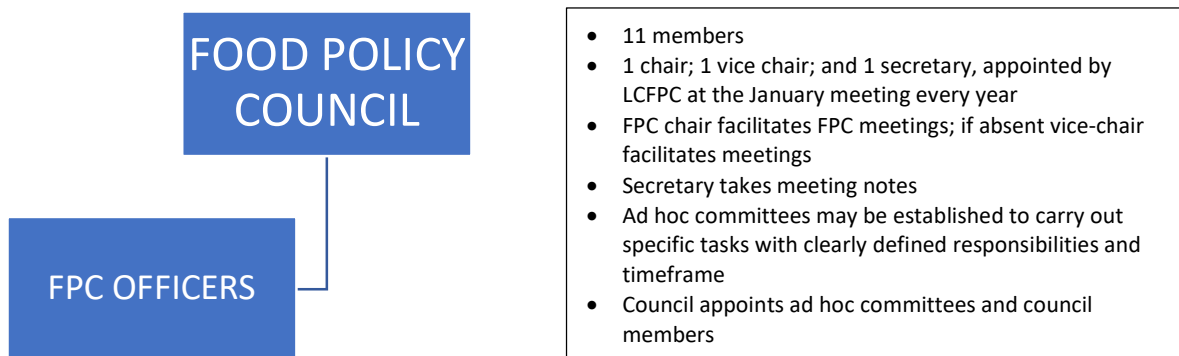 FOOD POLICY
COUNCIL
FPC OFFICERS
• 11 members
• 1 chair; 1 vice chair; and 1 secretary, appointed by
LCFPC at the January meeting every year
• FPC chair facilitates FPC meetings; if absent vice-chair
facilitates meetings
• Secretary takes meeting notes
• Ad hoc committees may be established to carry out
specific tasks with clearly defined responsibilities and
timeframe
• Council appoints ad hoc committees and council
members